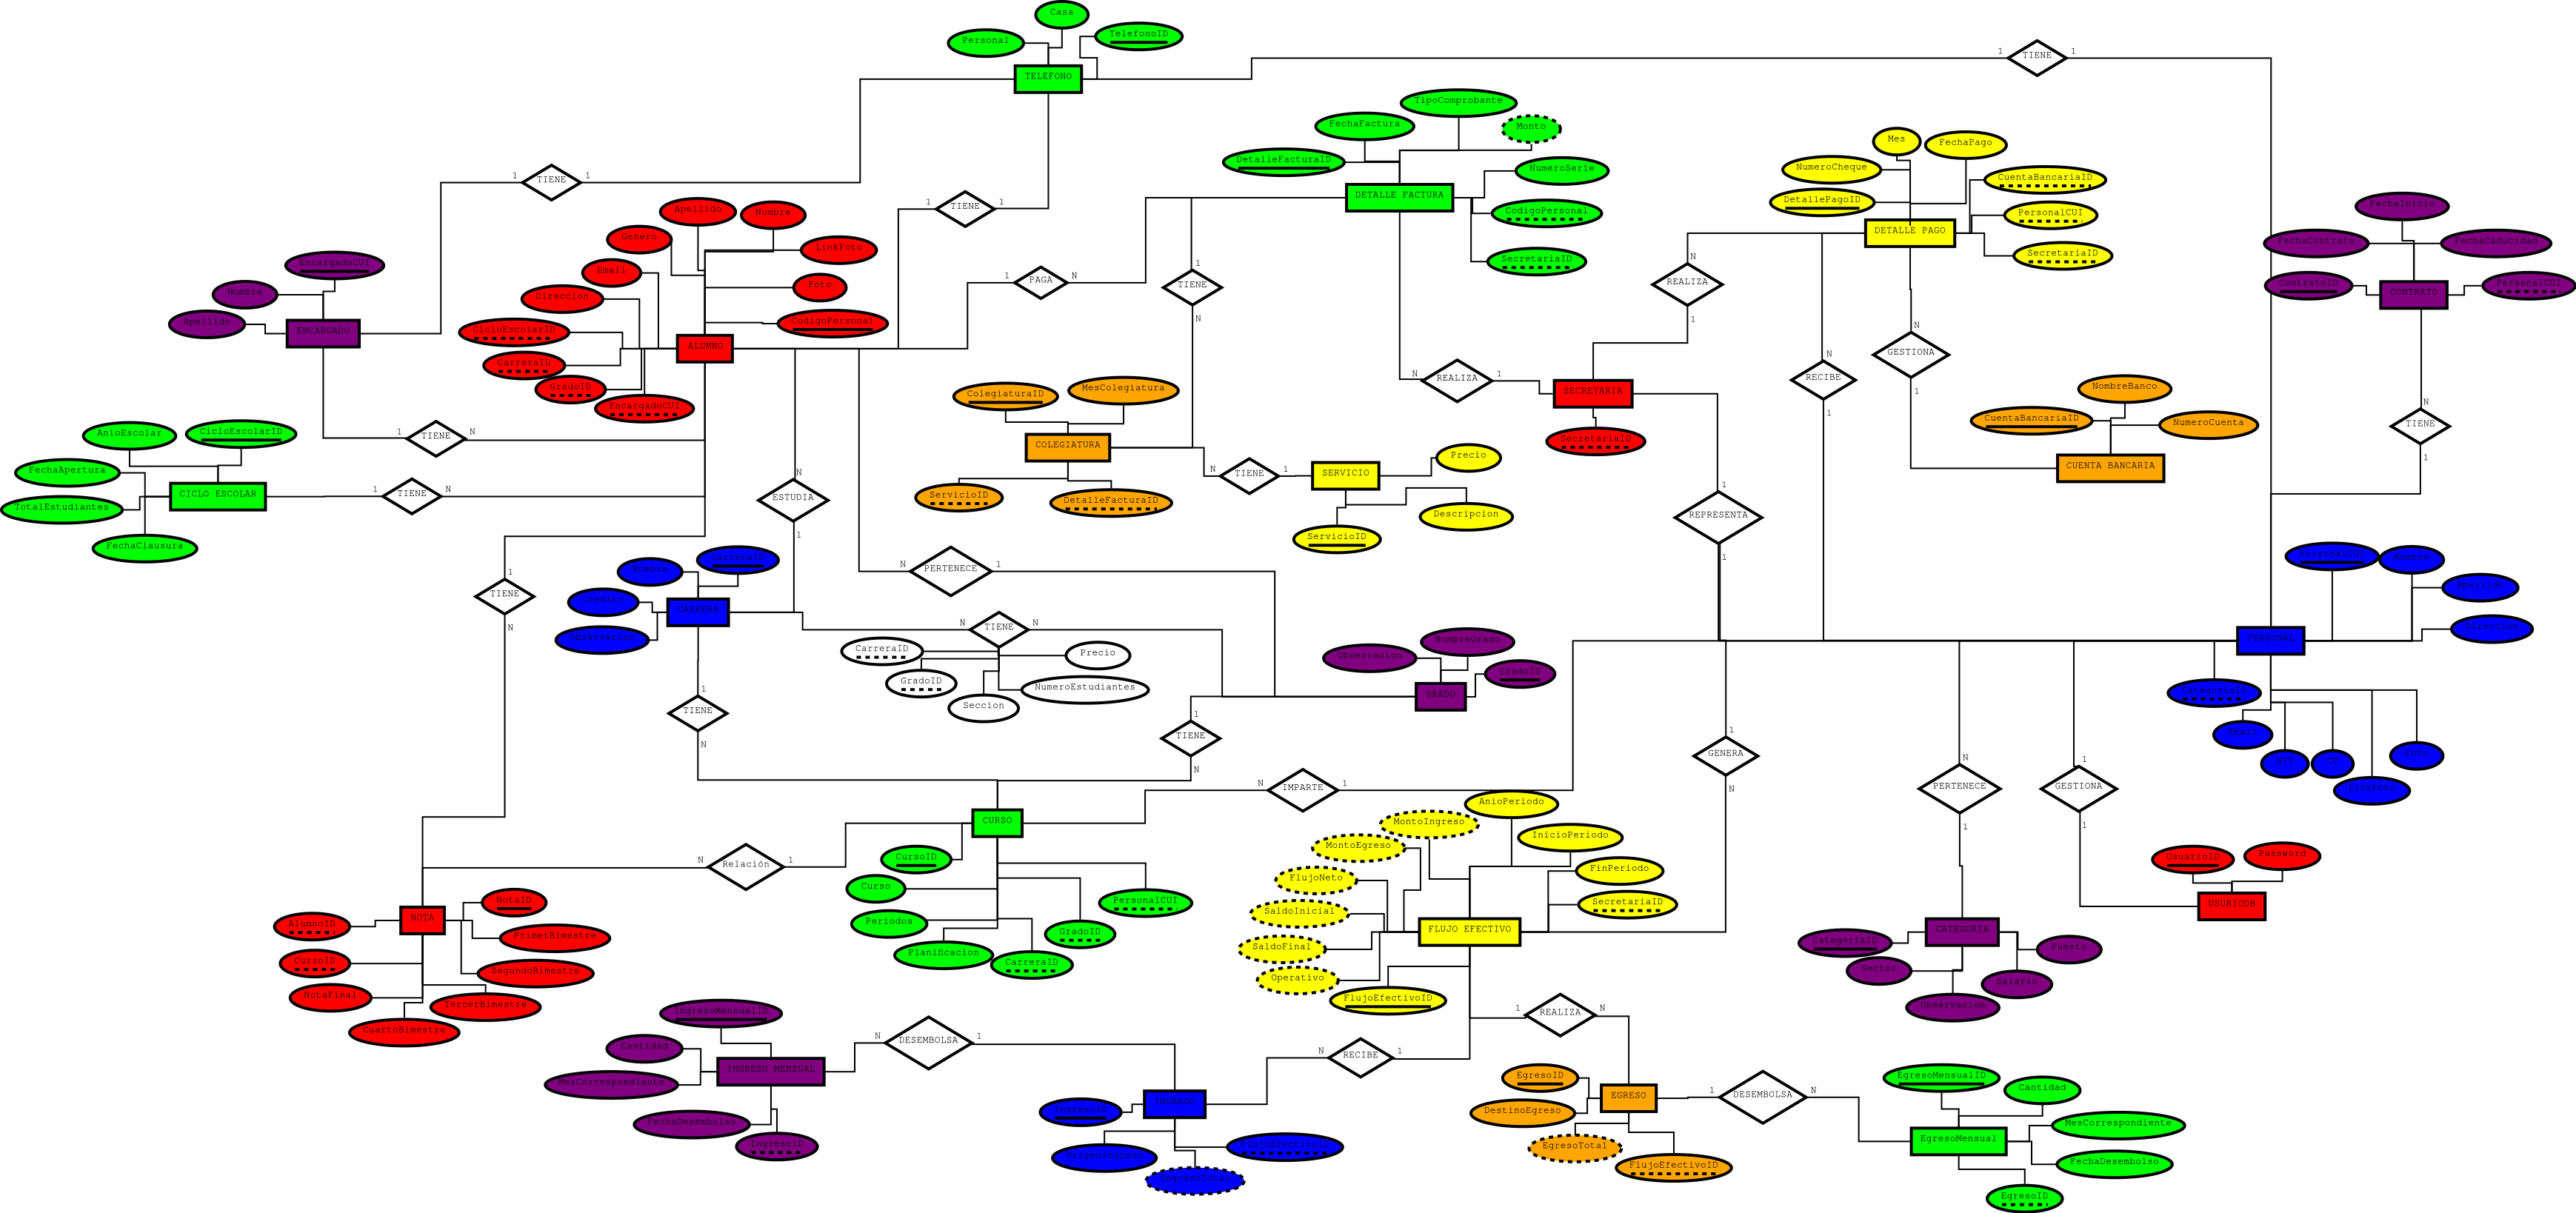 Casa
Personal
TelefonoID
TELEFONO
1
TIENE
1
1
TIENE
1
1
TIENE
1
TipoComprobante
FechaFactura
Monto
DetalleFacturaID
NumeroSerie
DETALLE FACTURA
CodigoPersonal
SecretariaID
Mes
FechaPago
NumeroCheque
CuentaBancariaID
DetallePagoID
PersonalCUI
DETALLE PAGO
SecretariaID
FechaInicio
FechaContrato
FechaCaducidad
ContratoID
PersonalCUI
CONTRATO
N
TIENE
1
EncargadoCUI
Nombre
Apellido
ENCARGADO
Apellido
Nombre
Genero
LinkFoto
Email
Foto
Direccion
CodigoPersonal
CicloEscolarID
ALUMNO
CarreraID
GradoID
EncargadoCUI
1
PAGA
N
1
TIENE
N
N
REALIZA
1
N
RECIBE
1
N
GESTIONA
1
N
REALIZA
1
SECRETARIA
SecretariaID
NombreBanco
CuentaBancariaID
NumeroCuenta
CUENTA BANCARIA
1
TIENE
N
AnioEscolar
CicloEscolarID
FechaApertura
CICLO ESCOLAR
TotalEstudiantes
FechaClausura
1
TIENE
N
N
ESTUDIA
1
ColegiaturaID
MesColegiatura
COLEGIATURA
ServicioID
DetalleFacturaID
N
TIENE
1
Precio
SERVICIO
Descripcion
ServicioID
1
REPRESENTA
1
1
TIENE
N
CarreraID
Nombre
CARRERA
Observacion
N
PERTENECE
1
N
TIENE
N
CarreraID
Precio
GradoID
NumeroEstudiantes
Seccion
NombreGrado
Observacion
GradoID
GRADO
PersonalCUI
Nombre
Apellido
Direccion
PERSONAL
CategoriaID
Email
NIT
CV
LinkFoto
Foto
1
TIENE
N
1
TIENE
N
1
GENERA
N
N
IMPARTE
1
N
PERTENECE
1
1
GESTIONA
1
CURSO
CursoID
Curso
PersonalCUI
Periodos
GradoID
Planificacion
CarreraID
N
Relación
1
AnioPeriodo
MontoIngreso
InicioPeriodo
MontoEgreso
FinPeriodo
FlujoNeto
SecretariaID
SaldoInicial
FLUJO EFECTIVO
SaldoFinal
Operativo
FlujoEfectivoID
UsuarioID
Password
USURIODB
NotaID
AlumnoID
NOTA
PrimerBimestre
CursoID
SegundoBimestre
NotaFinal
TercerBimestre
CuartoBimestre
CategoriaID
CATEGORIA
Puesto
Sector
Salario
Observacion
IngresoMensualID
Cantidad
INGRESO MENSUAL
MesCorrespondiente
FechaDesembolso
IngresoID
N
DESEMBOLSA
1
N
RECIBE
1
1
REALIZA
N
INGRESO
IngresoID
FlujoEfectivoID
OrigenIngreso
IngresoTotal
EgresoID
EGRESO
DestinoEgreso
EgresoTotal
FlujoEfectivoID
1
DESEMBOLSA
N
EgresoMensualID
Cantidad
MesCorrespondiente
EgresoMensual
FechaDesembolso
EgresoID